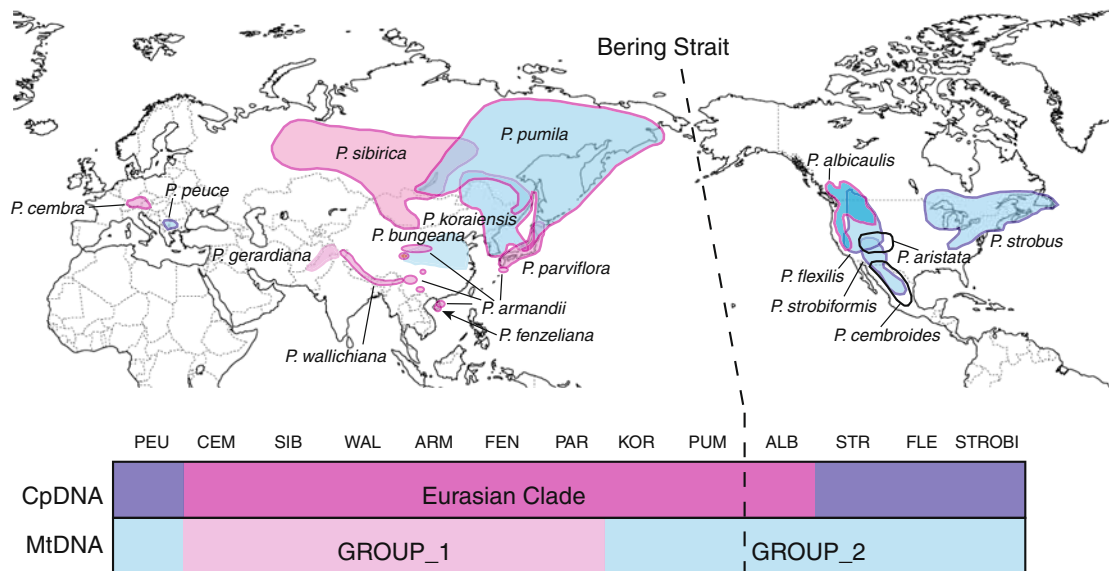 Bering Strait
P. pumila
P. sibirica
P. albicaulis
P. peuce
P. cembra
P. koraiensis
P. bungeana
P. strobus
P. gerardiana
P. aristata
P. parviflora
P. flexilis
P. armandii
P. strobiformis
P. fenzeliana
P. cembroides
P. wallichiana
PEU CEM SIB WAL ARM FEN PAR KOR PUM ALB STR FLE STROBI
CpDNA Eurasian Clade
MtDNA GROUP_1 GROUP_2